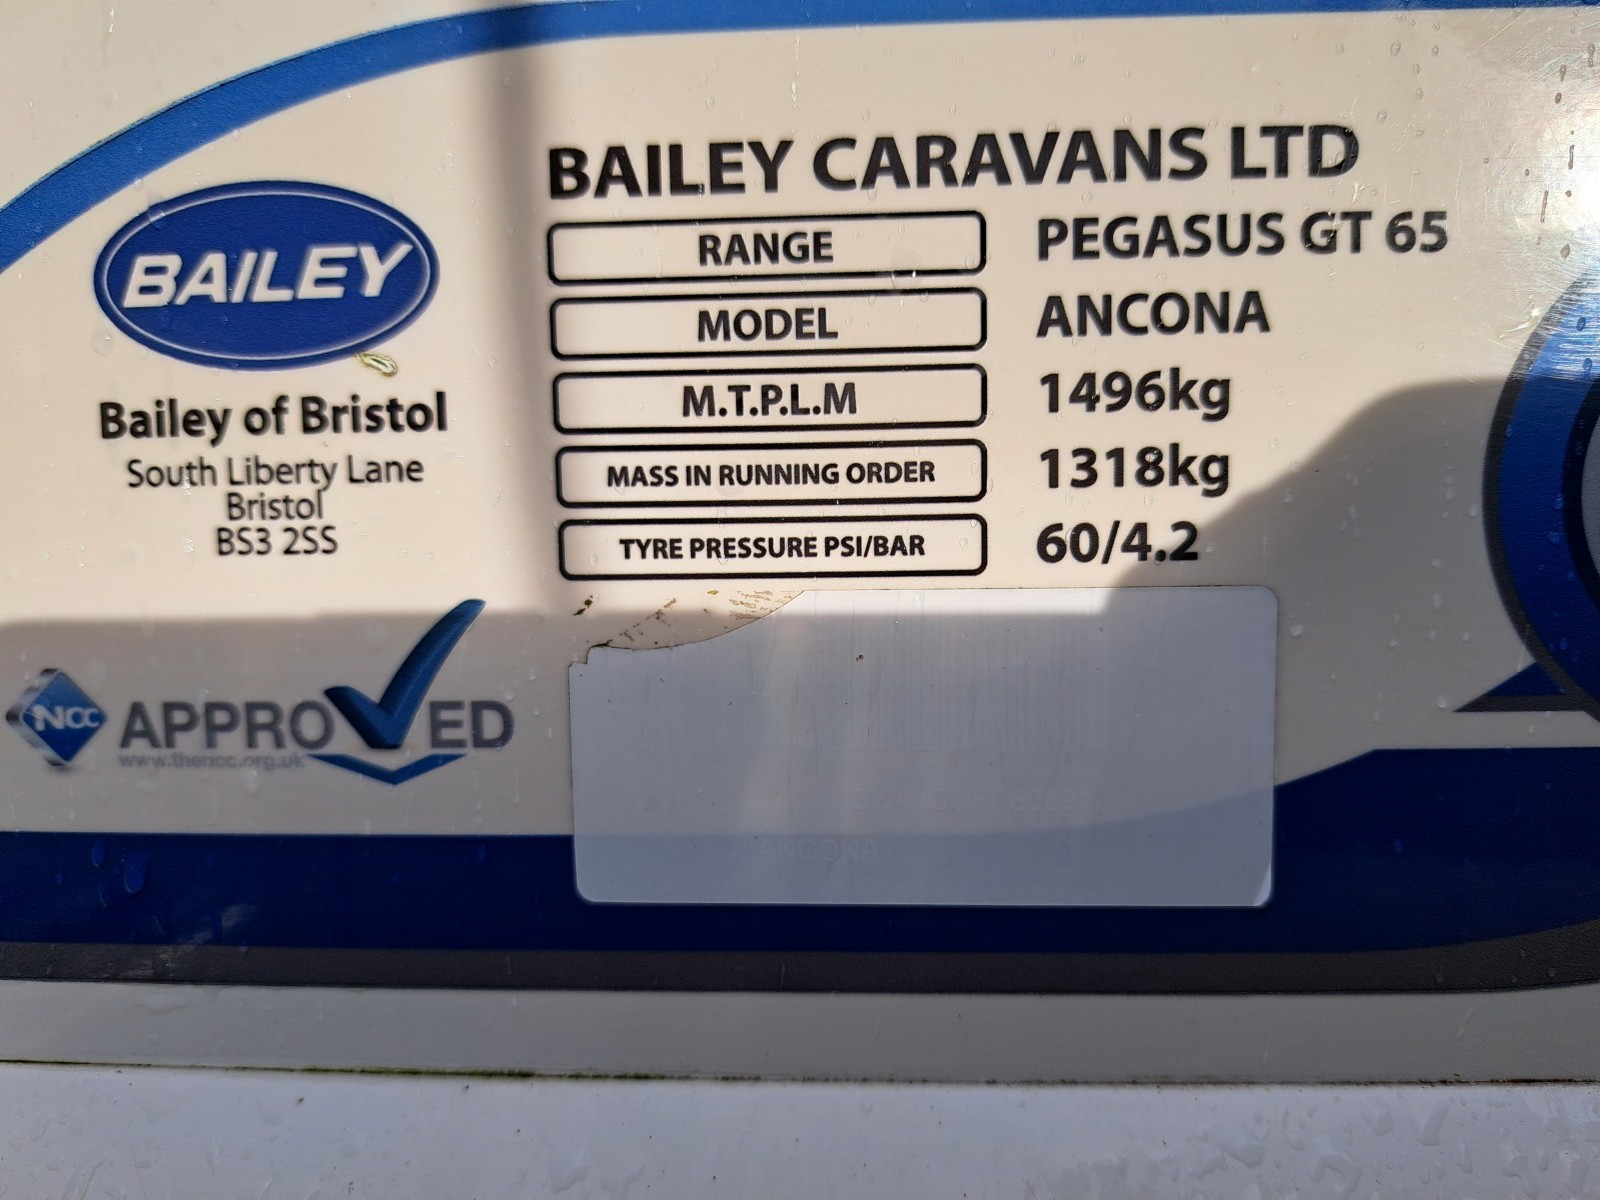 BAILEY
Bailey of Bristol
South Liberty Lane
Bristol
BS3 2SS
NCC APPROVED
www.thencc.org.uk
BAILEY CARAVANS LTD
RANGE PEGASUS GT 65
MODEL ANCONA
M.T.P.L.M 1496kg
MASS IN RUNNING ORDER 1318kg
TYRE PRESSURE PSI/BAR 60/4.2
ANCONA